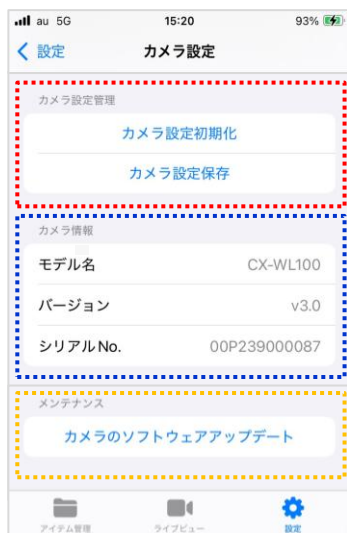 au 5G 15:20 93%
設定 カメラ設定
カメラ設定管理
カメラ設定初期化
カメラ設定保存
カメラ情報
モデル名 CX-WL100
バージョン v3.0
シリアルNo. 00P239000087
メンテナンス
カメラのソフトウェアアップデート
アイテム管理 ライブビュー 設定